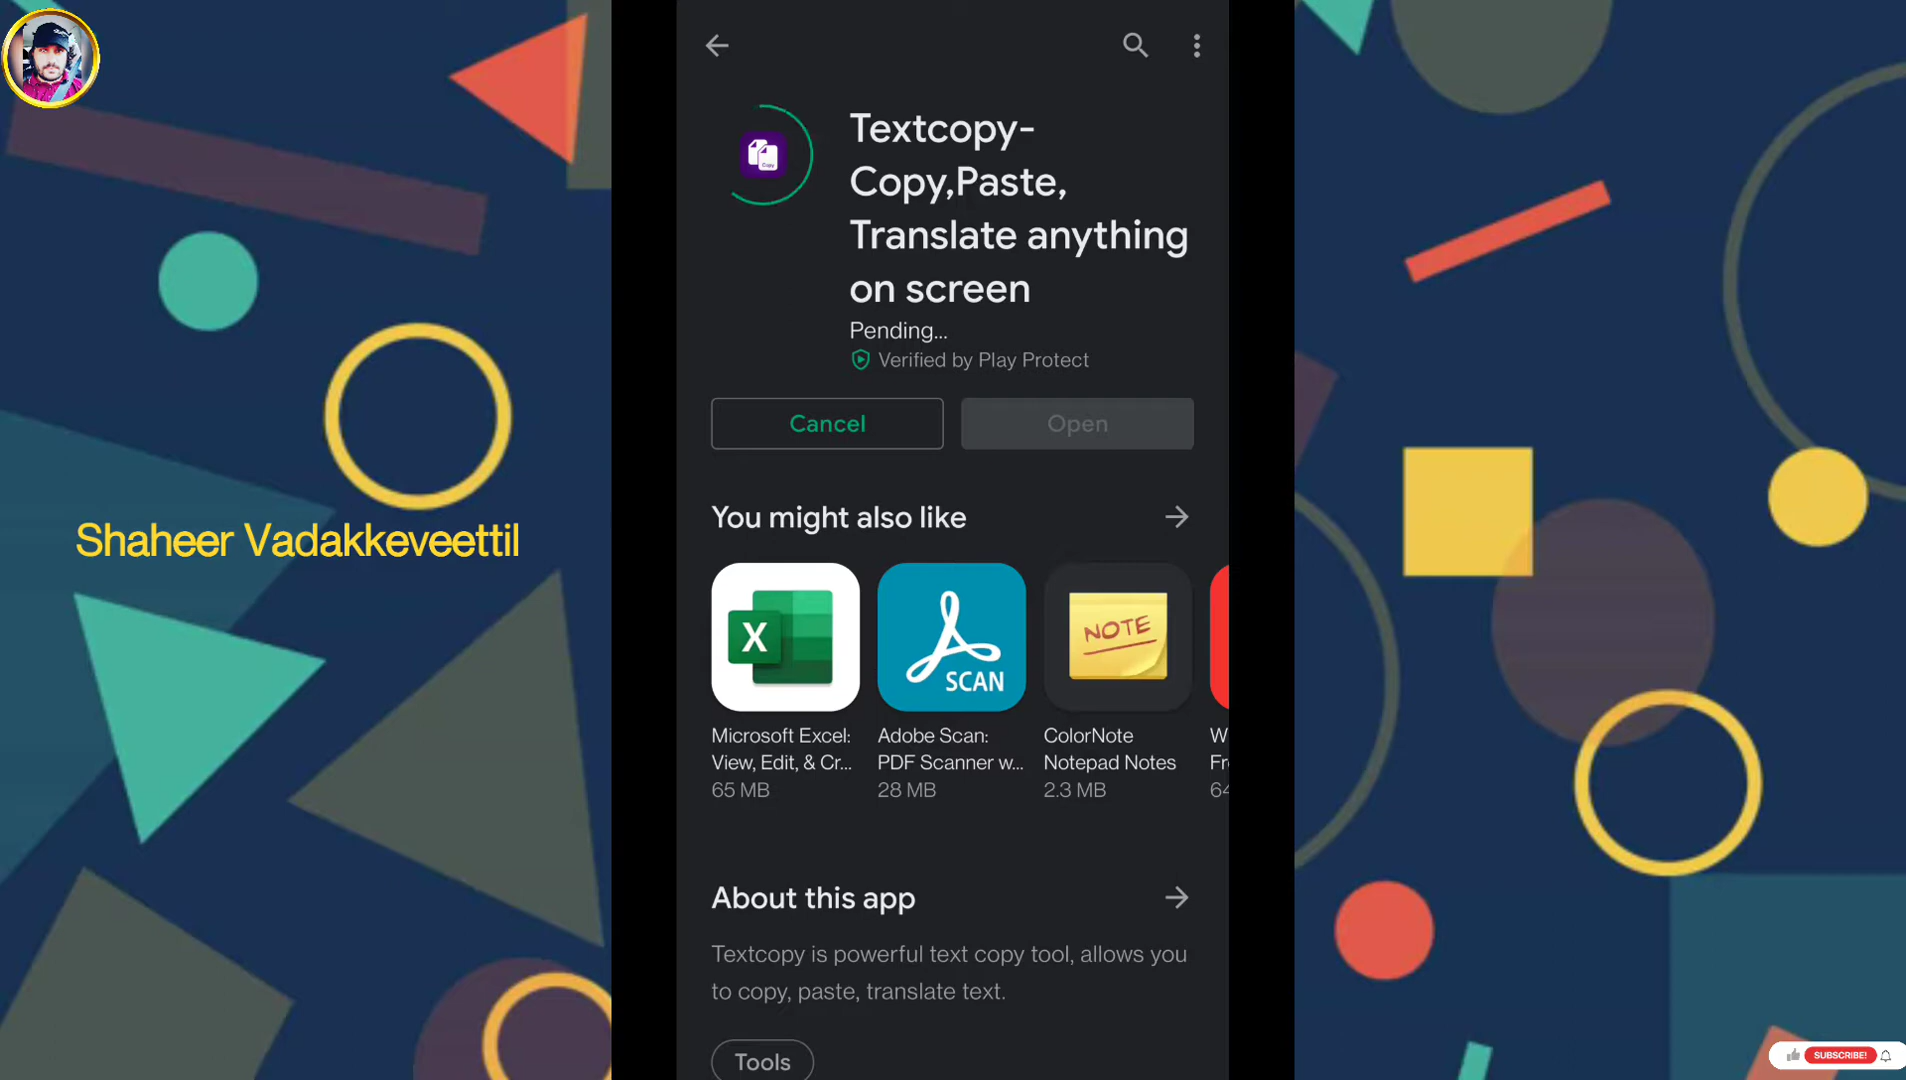 Textcopy-
Copy,Paste,
Translate anything
on screen
Pending...
Verified by Play Protect
Cancel
Open
Copy
Shaheer Vadakkeveettil
You might also like
X
SCAN
NOTE
Microsoft Excel:
View, Edit, & Cr...
65 MB
Adobe Scan:
PDF Scanner w...
28 MB
ColorNote
Notepad Notes
2.3 MB
W
Fr
64
About this app
Textcopy is powerful text copy tool, allows you
to copy, paste, translate text.
Tools
SUBSCRIBE!